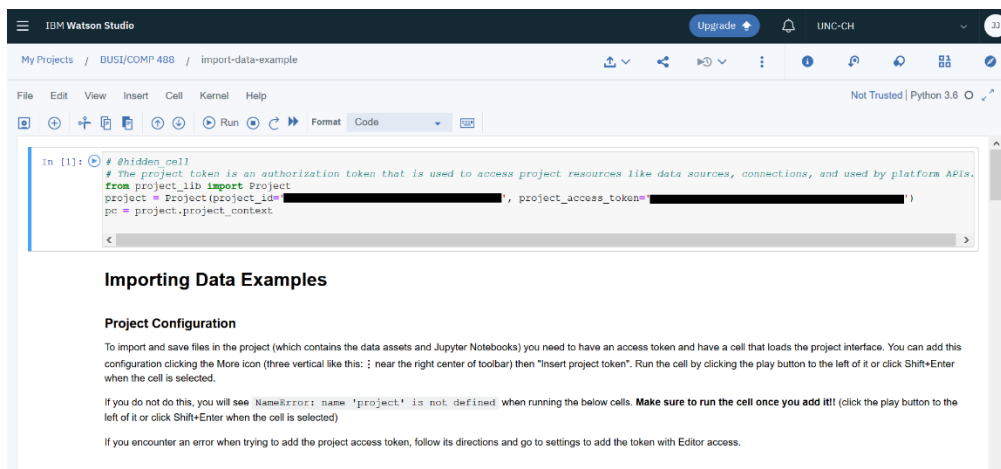 IBM Watson Studio
Upgrade
UNC-CH
JJ
My Projects / BUSI/COMP 488 / import-data-example
File Edit View Insert Cell Kernel Help
Not Trusted | Python 3.6
Run Format Code
In [1]: # @hidden_cell
# The project token is an authorization token that is used to access project resources like data sources, connections, and used by platform APIs.
from project_lib import Project
project = Project(project_id='', project_access_token='')
pc = project.project_context
Importing Data Examples
Project Configuration
To import and save files in the project (which contains the data assets and Jupyter Notebooks) you need to have an access token and have a cell that loads the project interface. You can add this
configuration clicking the More icon (three vertical like this: ⋮ near the right center of toolbar) then "Insert project token". Run the cell by clicking the play button to the left of it or click Shift+Enter
when the cell is selected.
If you do not do this, you will see NameError: name 'project' is not defined when running the below cells. Make sure to run the cell once you add it!! (click the play button to the
left of it or click Shift+Enter when the cell is selected)
If you encounter an error when trying to add the project access token, follow its directions and go to settings to add the token with Editor access.